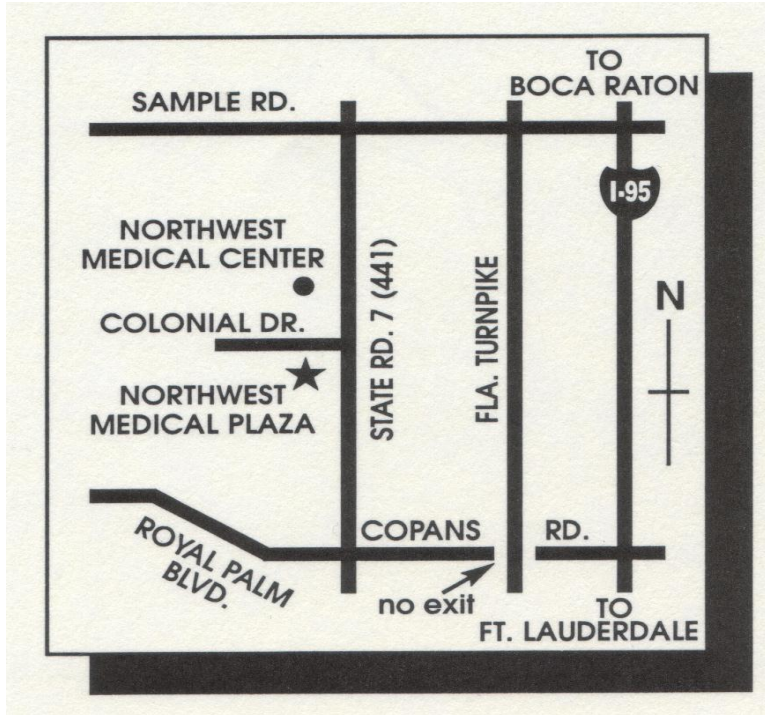 TO
BOCA RATON
SAMPLE RD.
I-95
NORTHWEST
MEDICAL CENTER
STATE RD. 7 (441)
FLA. TURNPIKE
N
COLONIAL DR.
NORTHWEST
MEDICAL PLAZA
COPANS RD.
ROYAL PALM
BLVD.
no exit
TO
FT. LAUDERDALE